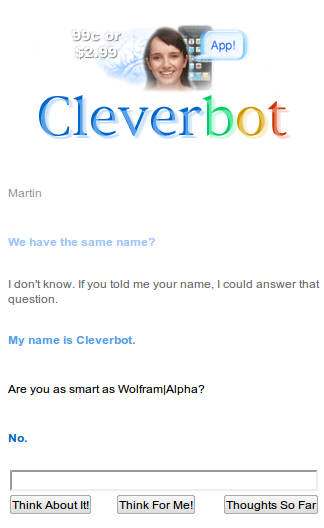 99c or
$2.99
App!
Cleverbot
Martin
We have the same name?
I don't know. If you told me your name, I could answer that
question.
My name is Cleverbot.
Are you as smart as Wolfram|Alpha?
No.
Think About It! Think For Me! Thoughts So Far